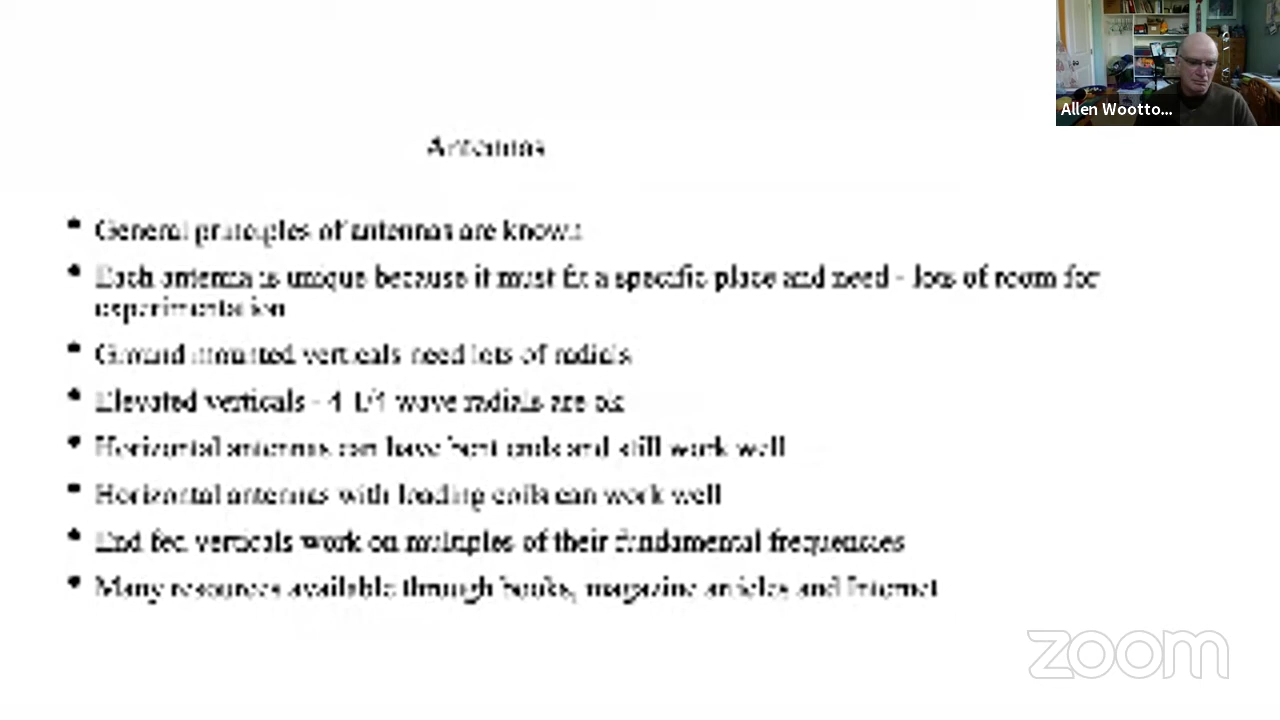 Allen Wootto...
Antennas
• General principles of antennas are known
• Each antenna is unique because it must fit a specific place and need - lots of room for
experimentation
• Ground mounted verticals need lots of radials
• Elevated verticals - 4 1/4 wave radials are ok
• Horizontal antennas can have bent ends and still work well
• Horizontal antennas with loading coils can work well
• End fed verticals work on multiples of their fundamental frequencies
• Many resources available through books, magazine articles and Internet
zoom